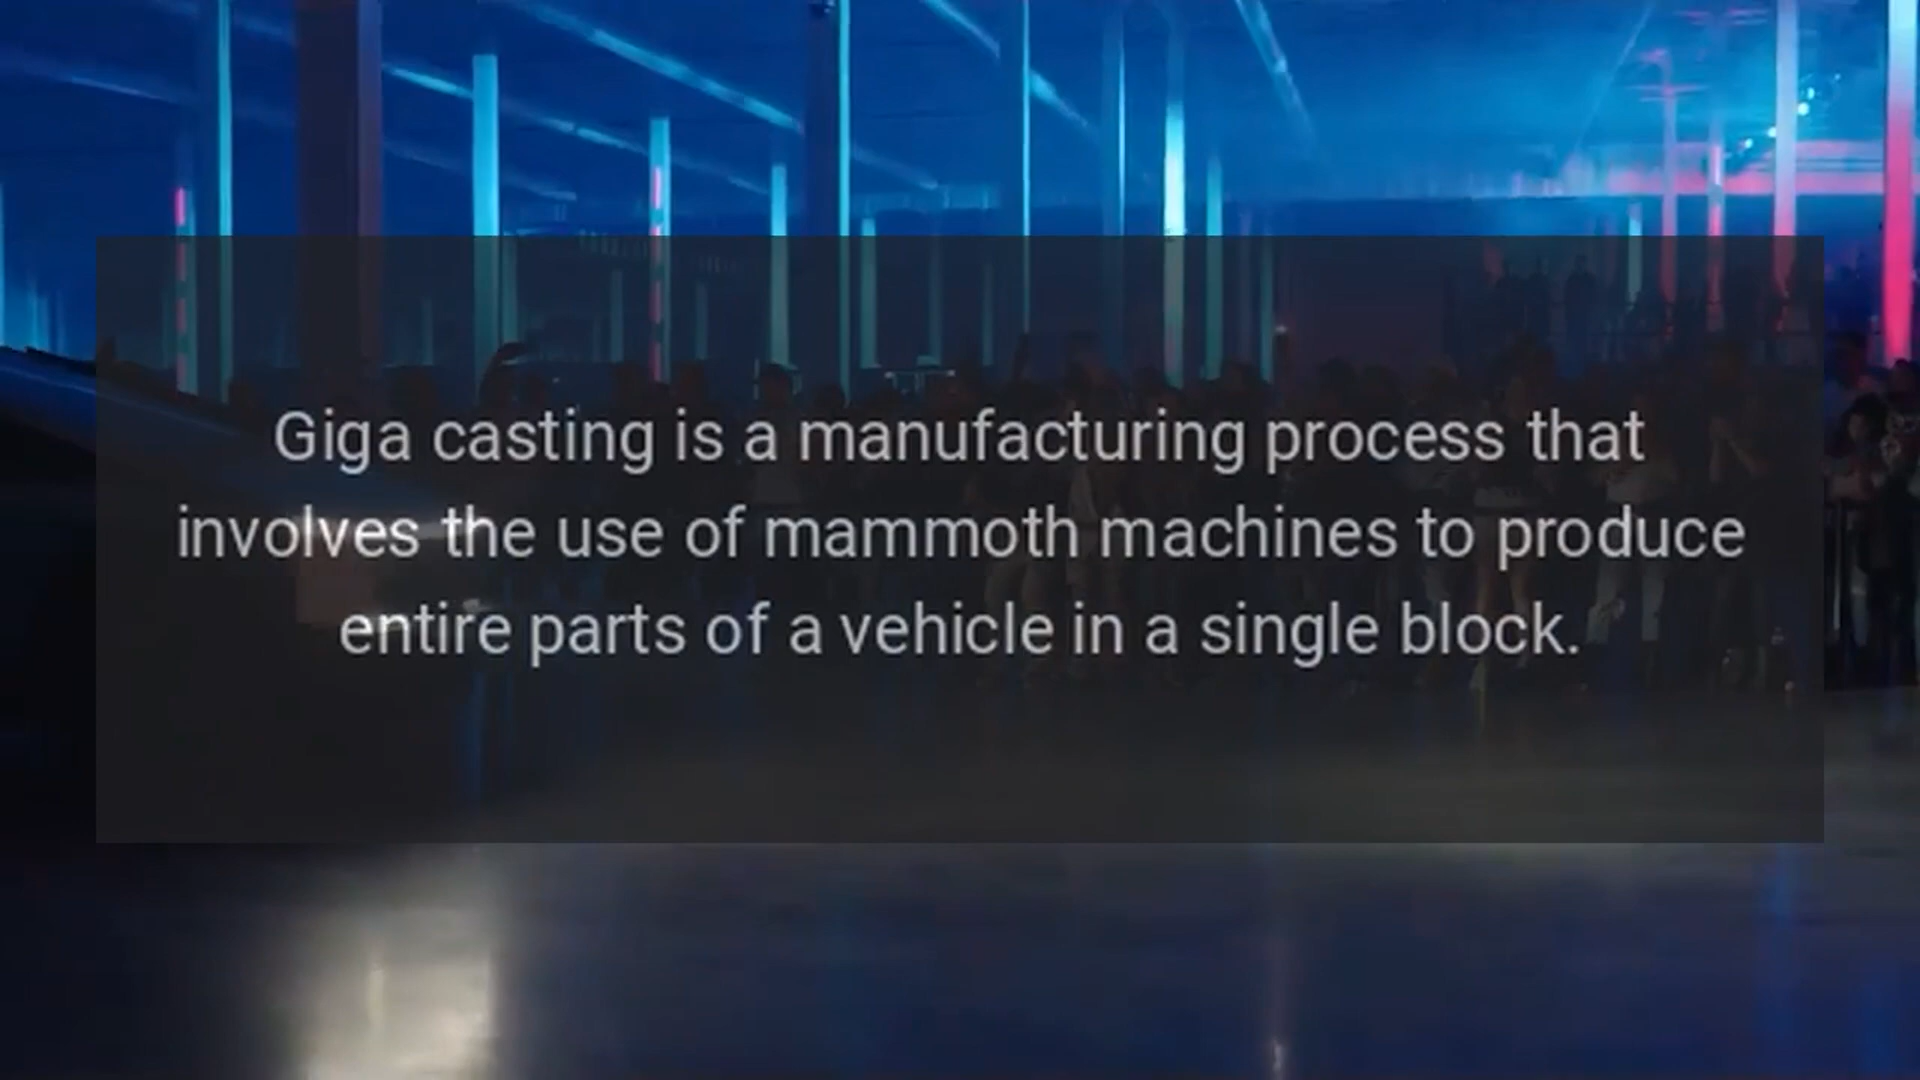 Giga casting is a manufacturing process that
involves the use of mammoth machines to produce
entire parts of a vehicle in a single block.